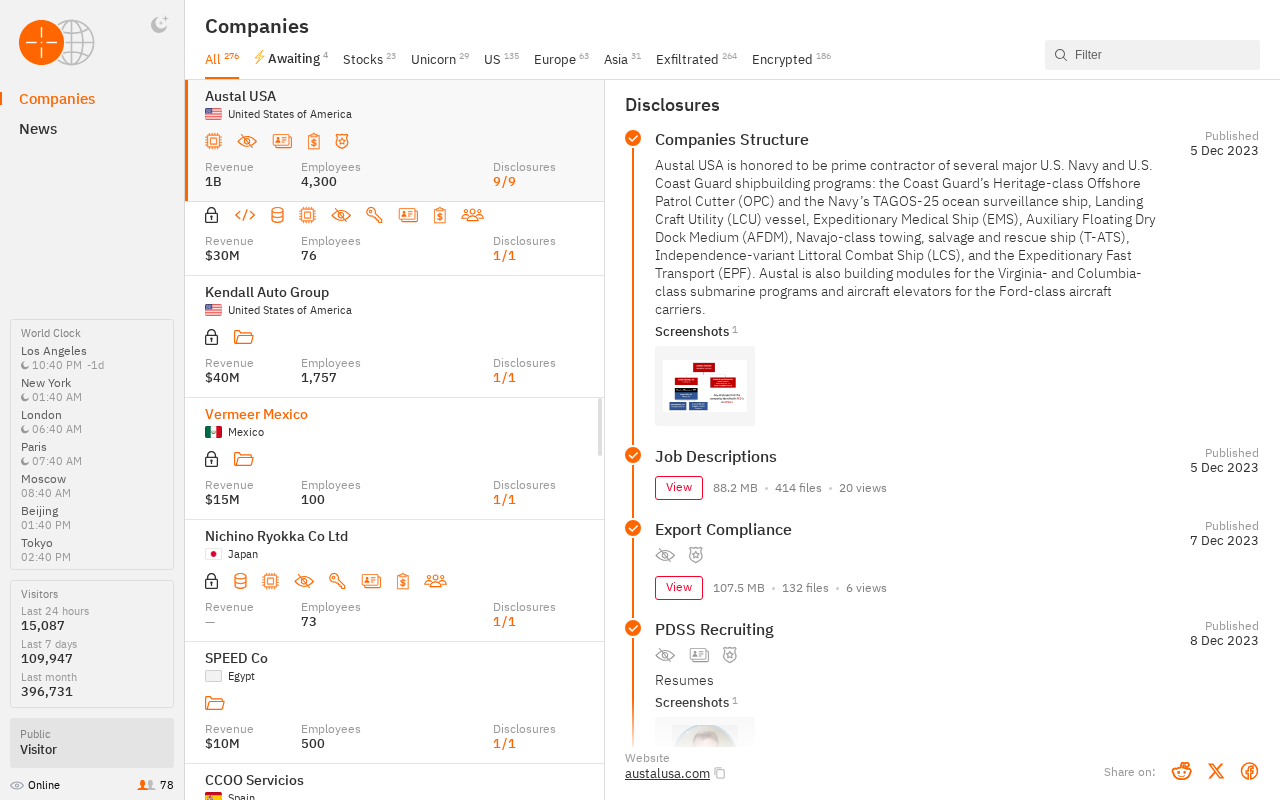 Companies
News
World Clock
Los Angeles
10:40 PM -1d
New York
01:40 AM
London
06:40 AM
Paris
07:40 AM
Moscow
08:40 AM
Beijing
01:40 PM
Tokyo
02:40 PM
Visitors
Last 24 hours
15,087
Last 7 days
109,947
Last month
396,731
Public
Visitor
Online 78
Companies
All 276 Awaiting 4 Stocks 23 Unicorn 29 US 135 Europe 63 Asia 31 Exfiltrated 264 Encrypted 186
Filter
Austal USA
United States of America
Revenue Employees Disclosures
1B 4,300 9/9
Revenue Employees Disclosures
$30M 76 1/1
Kendall Auto Group
United States of America
Revenue Employees Disclosures
$40M 1,757 1/1
Vermeer Mexico
Mexico
Revenue Employees Disclosures
$15M 100 1/1
Nichino Ryokka Co Ltd
Japan
Revenue Employees Disclosures
— 73 1/1
SPEED Co
Egypt
Revenue Employees Disclosures
$10M 500 1/1
CCOO Servicios
Spain
Disclosures
Companies Structure
Published
5 Dec 2023
Austal USA is honored to be prime contractor of several major U.S. Navy and U.S.
Coast Guard shipbuilding programs: the Coast Guard's Heritage-class Offshore
Patrol Cutter (OPC) and the Navy's TAGOS-25 ocean surveillance ship, Landing
Craft Utility (LCU) vessel, Expeditionary Medical Ship (EMS), Auxiliary Floating Dry
Dock Medium (AFDM), Navajo-class towing, salvage and rescue ship (T-ATS),
Independence-variant Littoral Combat Ship (LCS), and the Expeditionary Fast
Transport (EPF). Austal is also building modules for the Virginia- and Columbia-
class submarine programs and aircraft elevators for the Ford-class aircraft
carriers.
Screenshots 1
Job Descriptions
Published
5 Dec 2023
View 88.2 MB • 414 files • 20 views
Export Compliance
Published
7 Dec 2023
View 107.5 MB • 132 files • 6 views
PDSS Recruiting
Published
8 Dec 2023
Resumes
Screenshots 1
Website
austalusa.com
Share on: